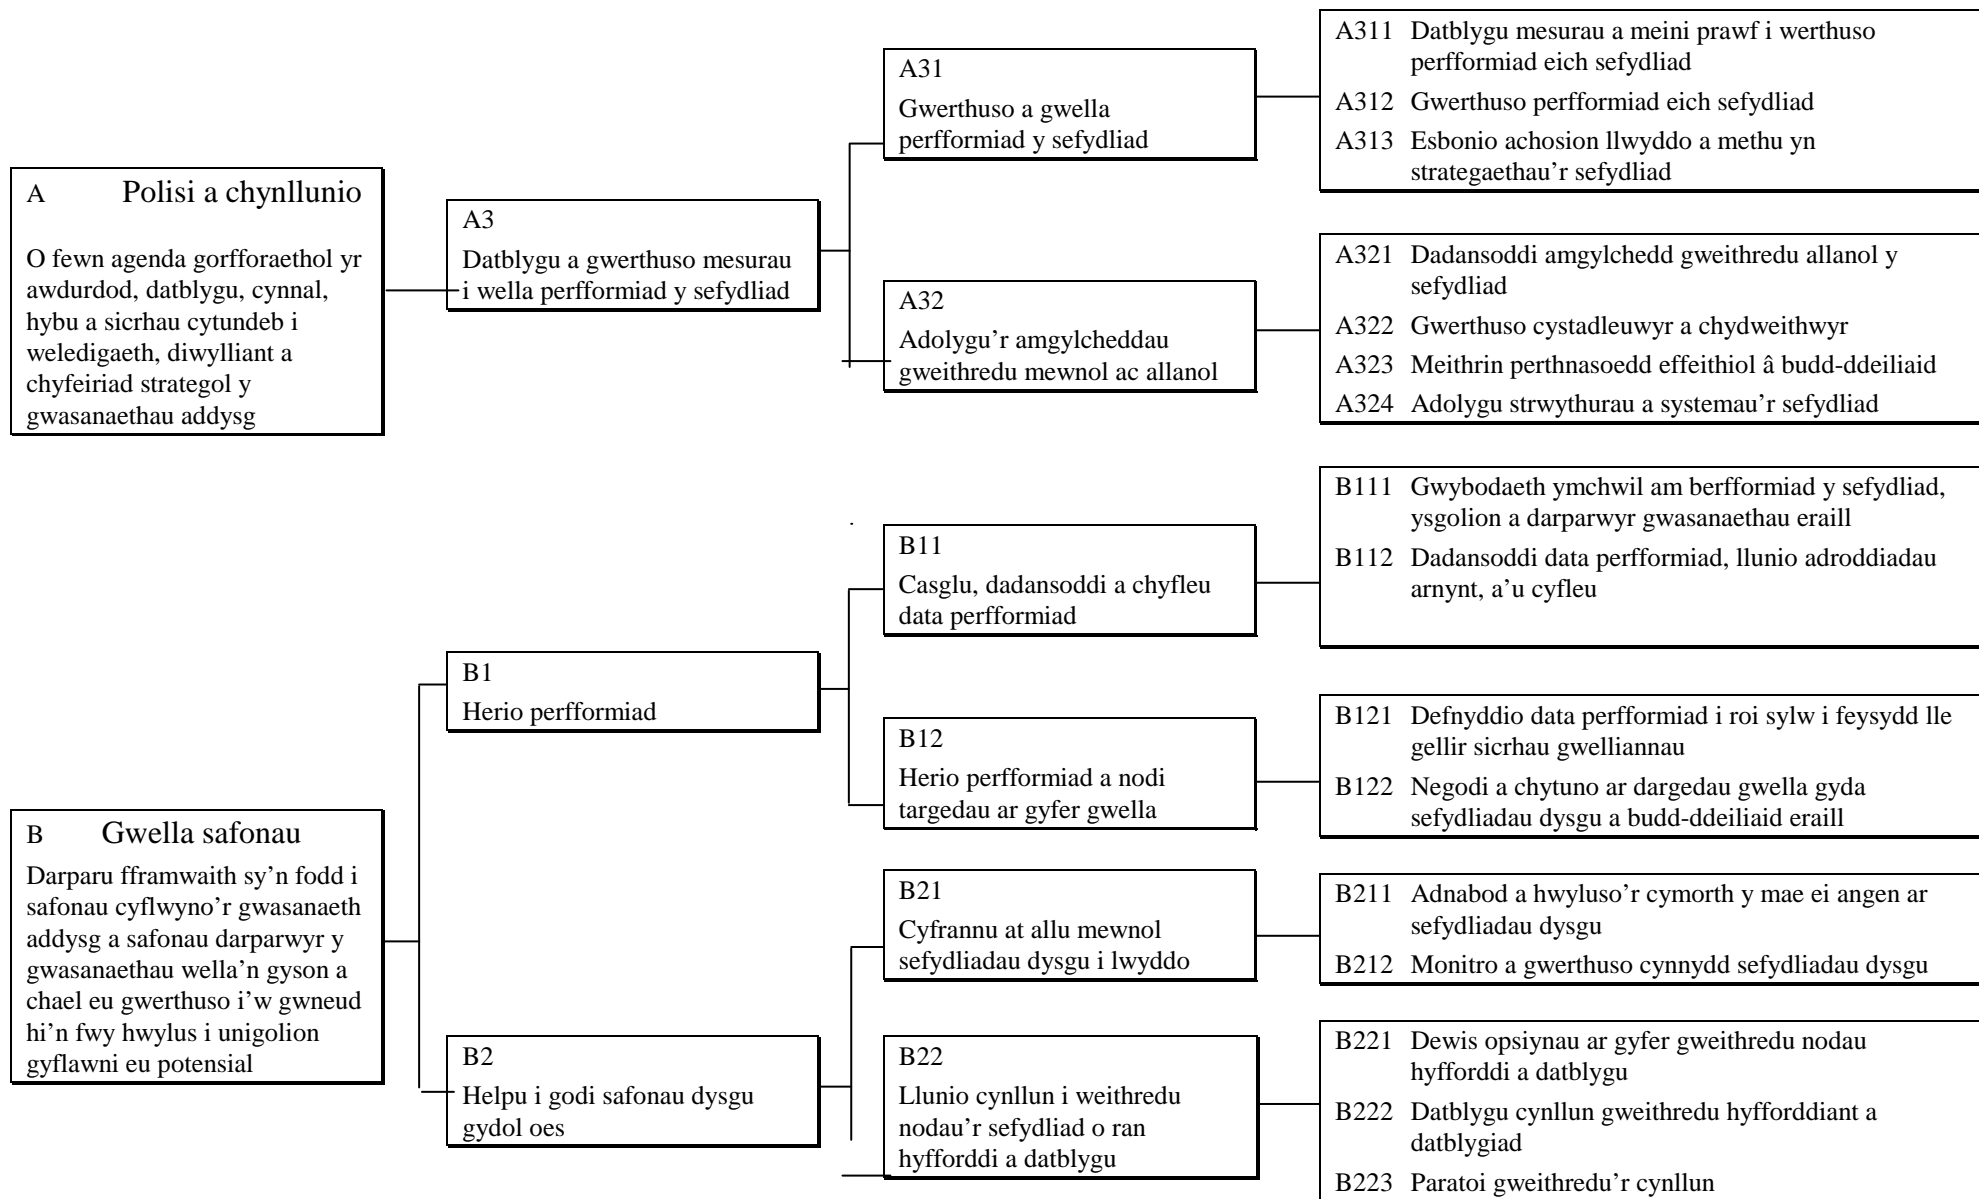 A Polisi a chynllunio
O fewn agenda gorfforaethol yr
awdurdod, datblygu, cynnal,
hybu a sicrhau cytundeb i
weledigaeth, diwylliant a
chyfeiriad strategol y
gwasanaethau addysg
A3
Datblygu a gwerthuso mesurau
i wella perfformiad y sefydliad
A31
Gwerthuso a gwella
perfformiad y sefydliad
A311 Datblygu mesurau a meini prawf i werthuso
perfformiad eich sefydliad
A312 Gwerthuso perfformiad eich sefydliad
A313 Esbonio achosion llwyddo a methu yn
strategaethau'r sefydliad
A32
Adolygu'r amgylcheddau
gweithredu mewnol ac allanol
A321 Dadansoddi amgylchedd gweithredu allanol y
sefydliad
A322 Gwerthuso cystadleuwyr a chydweithwyr
A323 Meithrin perthnasoedd effeithiol â budd-ddeiliaid
A324 Adolygu strwythurau a systemau'r sefydliad
B Gwella safonau
Darparu fframwaith sy'n fodd i
safonau cyflwyno'r gwasanaeth
addysg a safonau darparwyr y
gwasanaethau wella'n gyson a
chael eu gwerthuso i'w gwneud
hi'n fwy hwylus i unigolion
gyflawni eu potensial
B1
Herio perfformiad
B11
Casglu, dadansoddi a chyfleu
data perfformiad
B111 Gwybodaeth ymchwil am berfformiad y sefydliad,
ysgolion a darparwyr gwasanaethau eraill
B112 Dadansoddi data perfformiad, llunio adroddiadau
arnynt, a'u cyfleu
B12
Herio perfformiad a nodi
targedau ar gyfer gwella
B121 Defnyddio data perfformiad i roi sylw i feysydd lle
gellir sicrhau gwelliannau
B122 Negodi a chytuno ar dargedau gwella gyda
sefydliadau dysgu a budd-ddeiliaid eraill
B2
Helpu i godi safonau dysgu
gydol oes
B21
Cyfrannu at allu mewnol
sefydliadau dysgu i lwyddo
B211 Adnabod a hwyluso'r cymorth y mae ei angen ar
sefydliadau dysgu
B212 Monitro a gwerthuso cynnydd sefydliadau dysgu
B22
Llunio cynllun i weithredu
nodau'r sefydliad o ran
hyfforddi a datblygu
B221 Dewis opsiynau ar gyfer gweithredu nodau
hyfforddi a datblygu
B222 Datblygu cynllun gweithredu hyfforddiant a
datblygiad
B223 Paratoi gweithredu'r cynllun